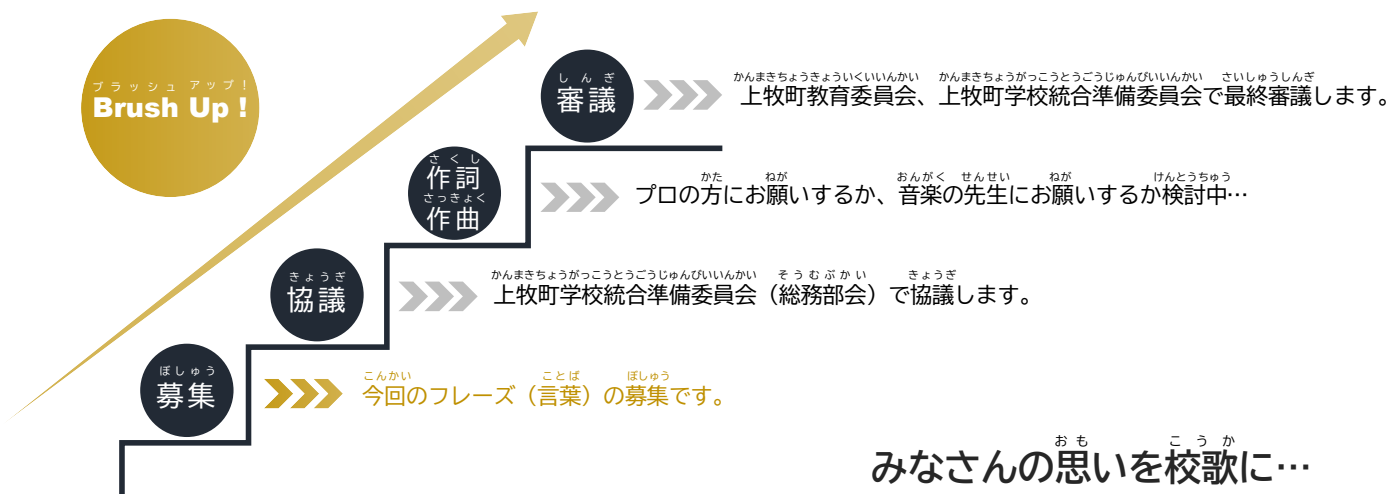 ブラッシュ アップ！
Brush Up !
しんぎ
審議
かんまきちょうきょういくいいんかい かんまきちょうがっこうとうごうじゅんびいいんかい さいしゅうしんぎ
上牧町教育委員会、上牧町学校統合準備委員会で最終審議します。
さくし
作詞
さっきょく
作曲
かた ねが おんがく せんせい ねが けんとうちゅう
プロの方にお願いするか、音楽の先生にお願いするか検討中…
きょうぎ
協議
かんまきちょうがっこうとうごうじゅんびいいんかい そうむぶかい きょうぎ
上牧町学校統合準備委員会（総務部会）で協議します。
ぼしゅう
募集
こんかい ことば ぼしゅう
今回のフレーズ（言葉）の募集です。
おも こうか
みなさんの思いを校歌に…